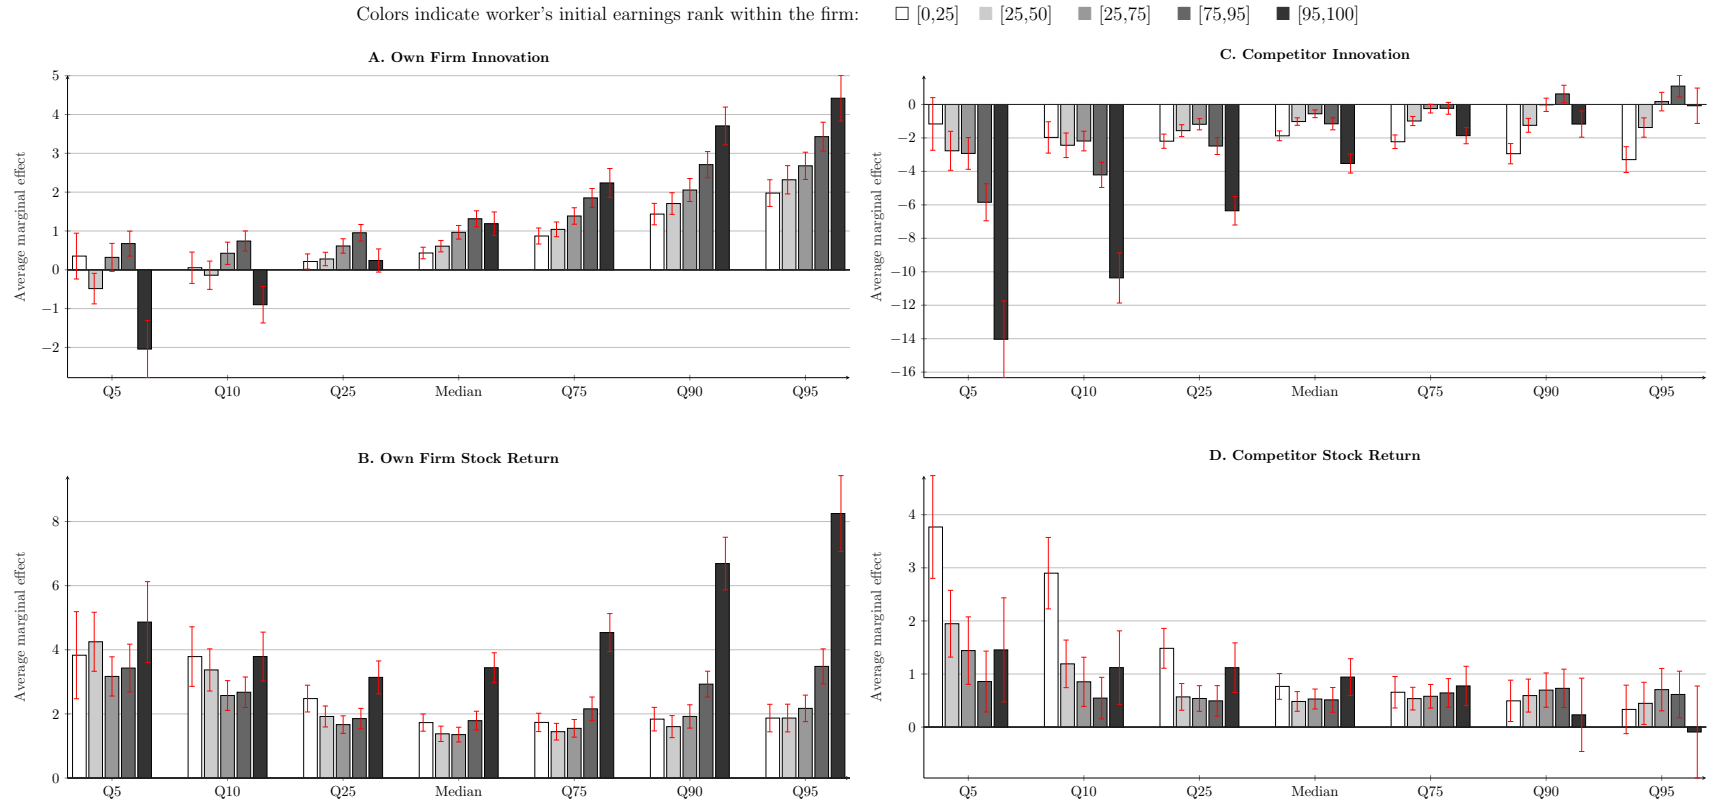 Colors indicate worker's initial earnings rank within the firm: [0,25] [25,50] [25,75] [75,95] [95,100]
A. Own Firm Innovation
Average marginal effect
5
4
3
2
1
0
−1
−2
Q5 Q10 Q25 Median Q75 Q90 Q95
C. Competitor Innovation
Average marginal effect
0
−2
−4
−6
−8
−10
−12
−14
−16
Q5 Q10 Q25 Median Q75 Q90 Q95
B. Own Firm Stock Return
Average marginal effect
8
6
4
2
0
Q5 Q10 Q25 Median Q75 Q90 Q95
D. Competitor Stock Return
Average marginal effect
4
3
2
1
0
Q5 Q10 Q25 Median Q75 Q90 Q95